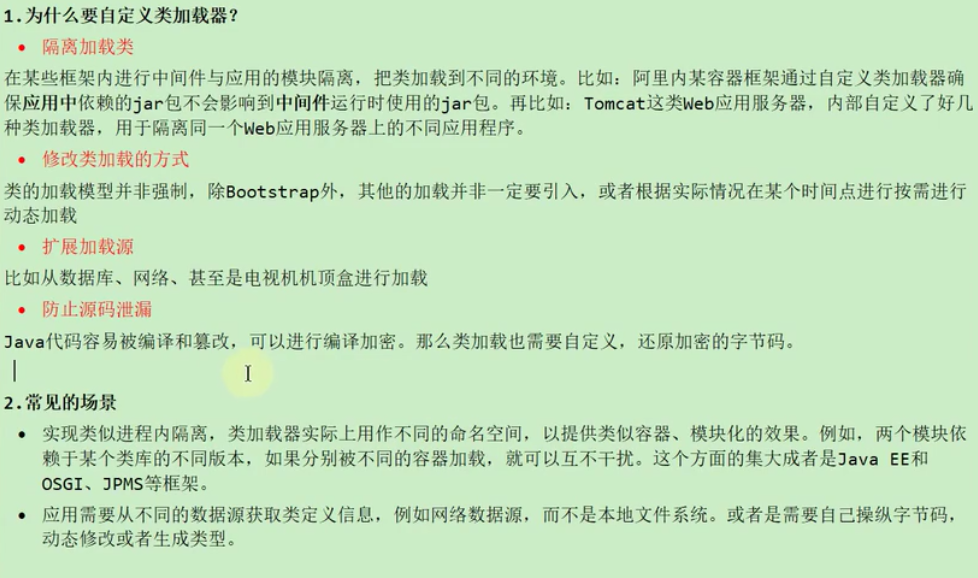 1.为什么要自定义类加载器？
• 隔离加载类
在某些框架内进行中间件与应用的模块隔离，把类加载到不同的环境。比如：阿里内某容器框架通过自定义类加载器确
保应用中依赖的jar包不会影响到中间件运行时使用的jar包。再比如：Tomcat这类Web应用服务器，内部自定义了好几
种类加载器，用于隔离同一个Web应用服务器上的不同应用程序。
• 修改类加载的方式
类的加载模型并非强制，除Bootstrap外，其他的加载并非一定要引入，或者根据实际情况在某个时间点进行按需进行
动态加载
• 扩展加载源
比如从数据库、网络、甚至是电视机机顶盒进行加载
• 防止源码泄漏
Java代码容易被编译和篡改，可以进行编译加密。那么类加载也需要自定义，还原加密的字节码。
2.常见的场景
• 实现类似进程内隔离，类加载器实际上用作不同的命名空间，以提供类似容器、模块化的效果。例如，两个模块依
赖于某个类库的不同版本，如果分别被不同的容器加载，就可以互不干扰。这个方面的集大成者是Java EE和
OSGI、JPMS等框架。
• 应用需要从不同的数据源获取类定义信息，例如网络数据源，而不是本地文件系统。或者是需要自己操纵字节码，
动态修改或者生成类型。